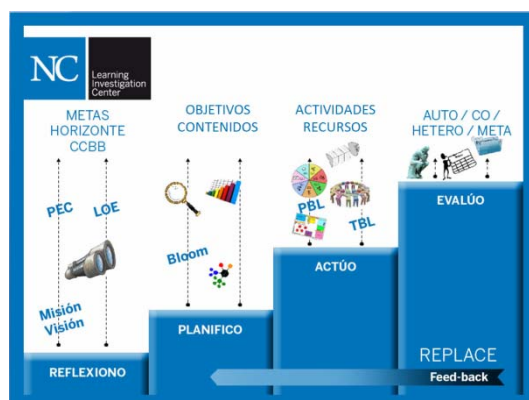 NC
Learning
Investigation
Center
METAS
HORIZONTE
CCBB
OBJETIVOS
CONTENIDOS
ACTIVIDADES
RECURSOS
AUTO / CO /
HETERO / META
PEC
LOE
Misión
Visión
Bloom
PBL
TBL
REFLEXIONO
PLANIFICO
ACTÚO
EVALÚO
REPLACE
Feed-back